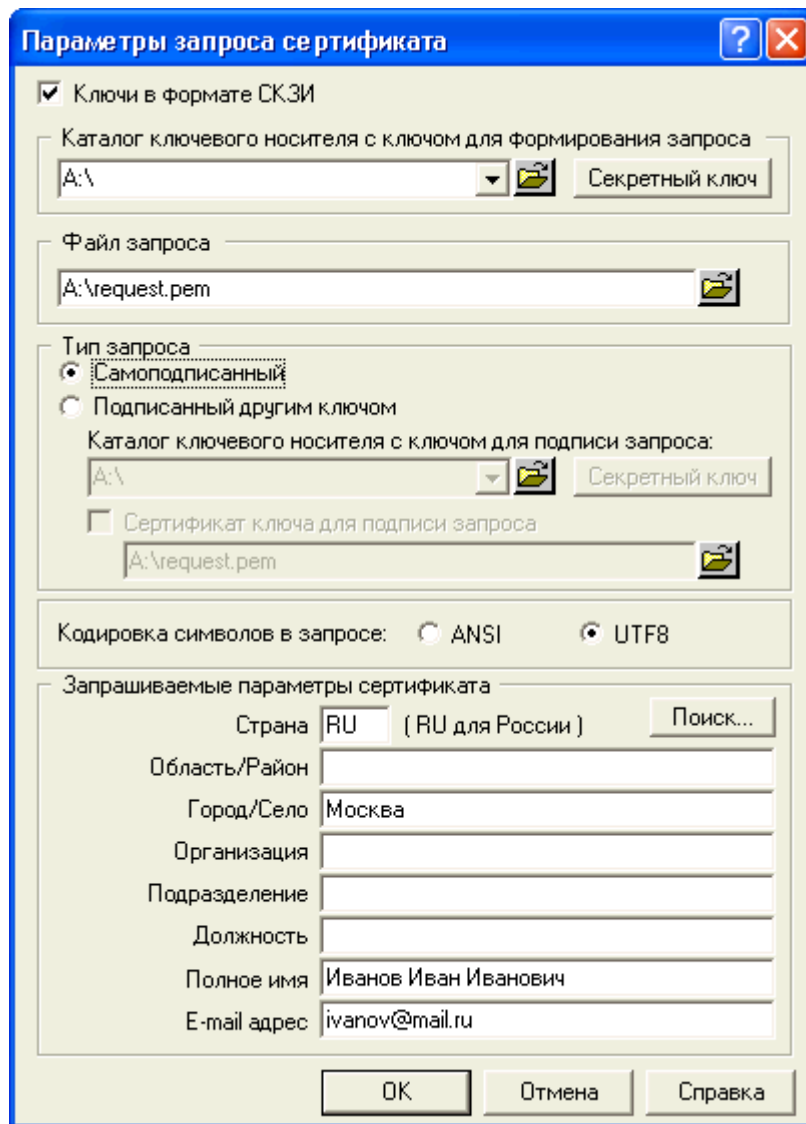 Параметры запроса сертификата
Ключи в формате СКЗИ
Каталог ключевого носителя с ключом для формирования запроса
A:\
Секретный ключ
Файл запроса
A:\request.pem
Тип запроса
Самоподписанный
Подписанный другим ключом
Каталог ключевого носителя с ключом для подписи запроса:
A:\
Секретный ключ
Сертификат ключа для подписи запроса
A:\request.pem
Кодировка символов в запросе: ANSI UTF8
Запрашиваемые параметры сертификата
Страна RU ( RU для России ) Поиск...
Область/Район
Город/Село Москва
Организация
Подразделение
Должность
Полное имя Иванов Иван Иванович
E-mail адрес ivanov@mail.ru
OK Отмена Справка